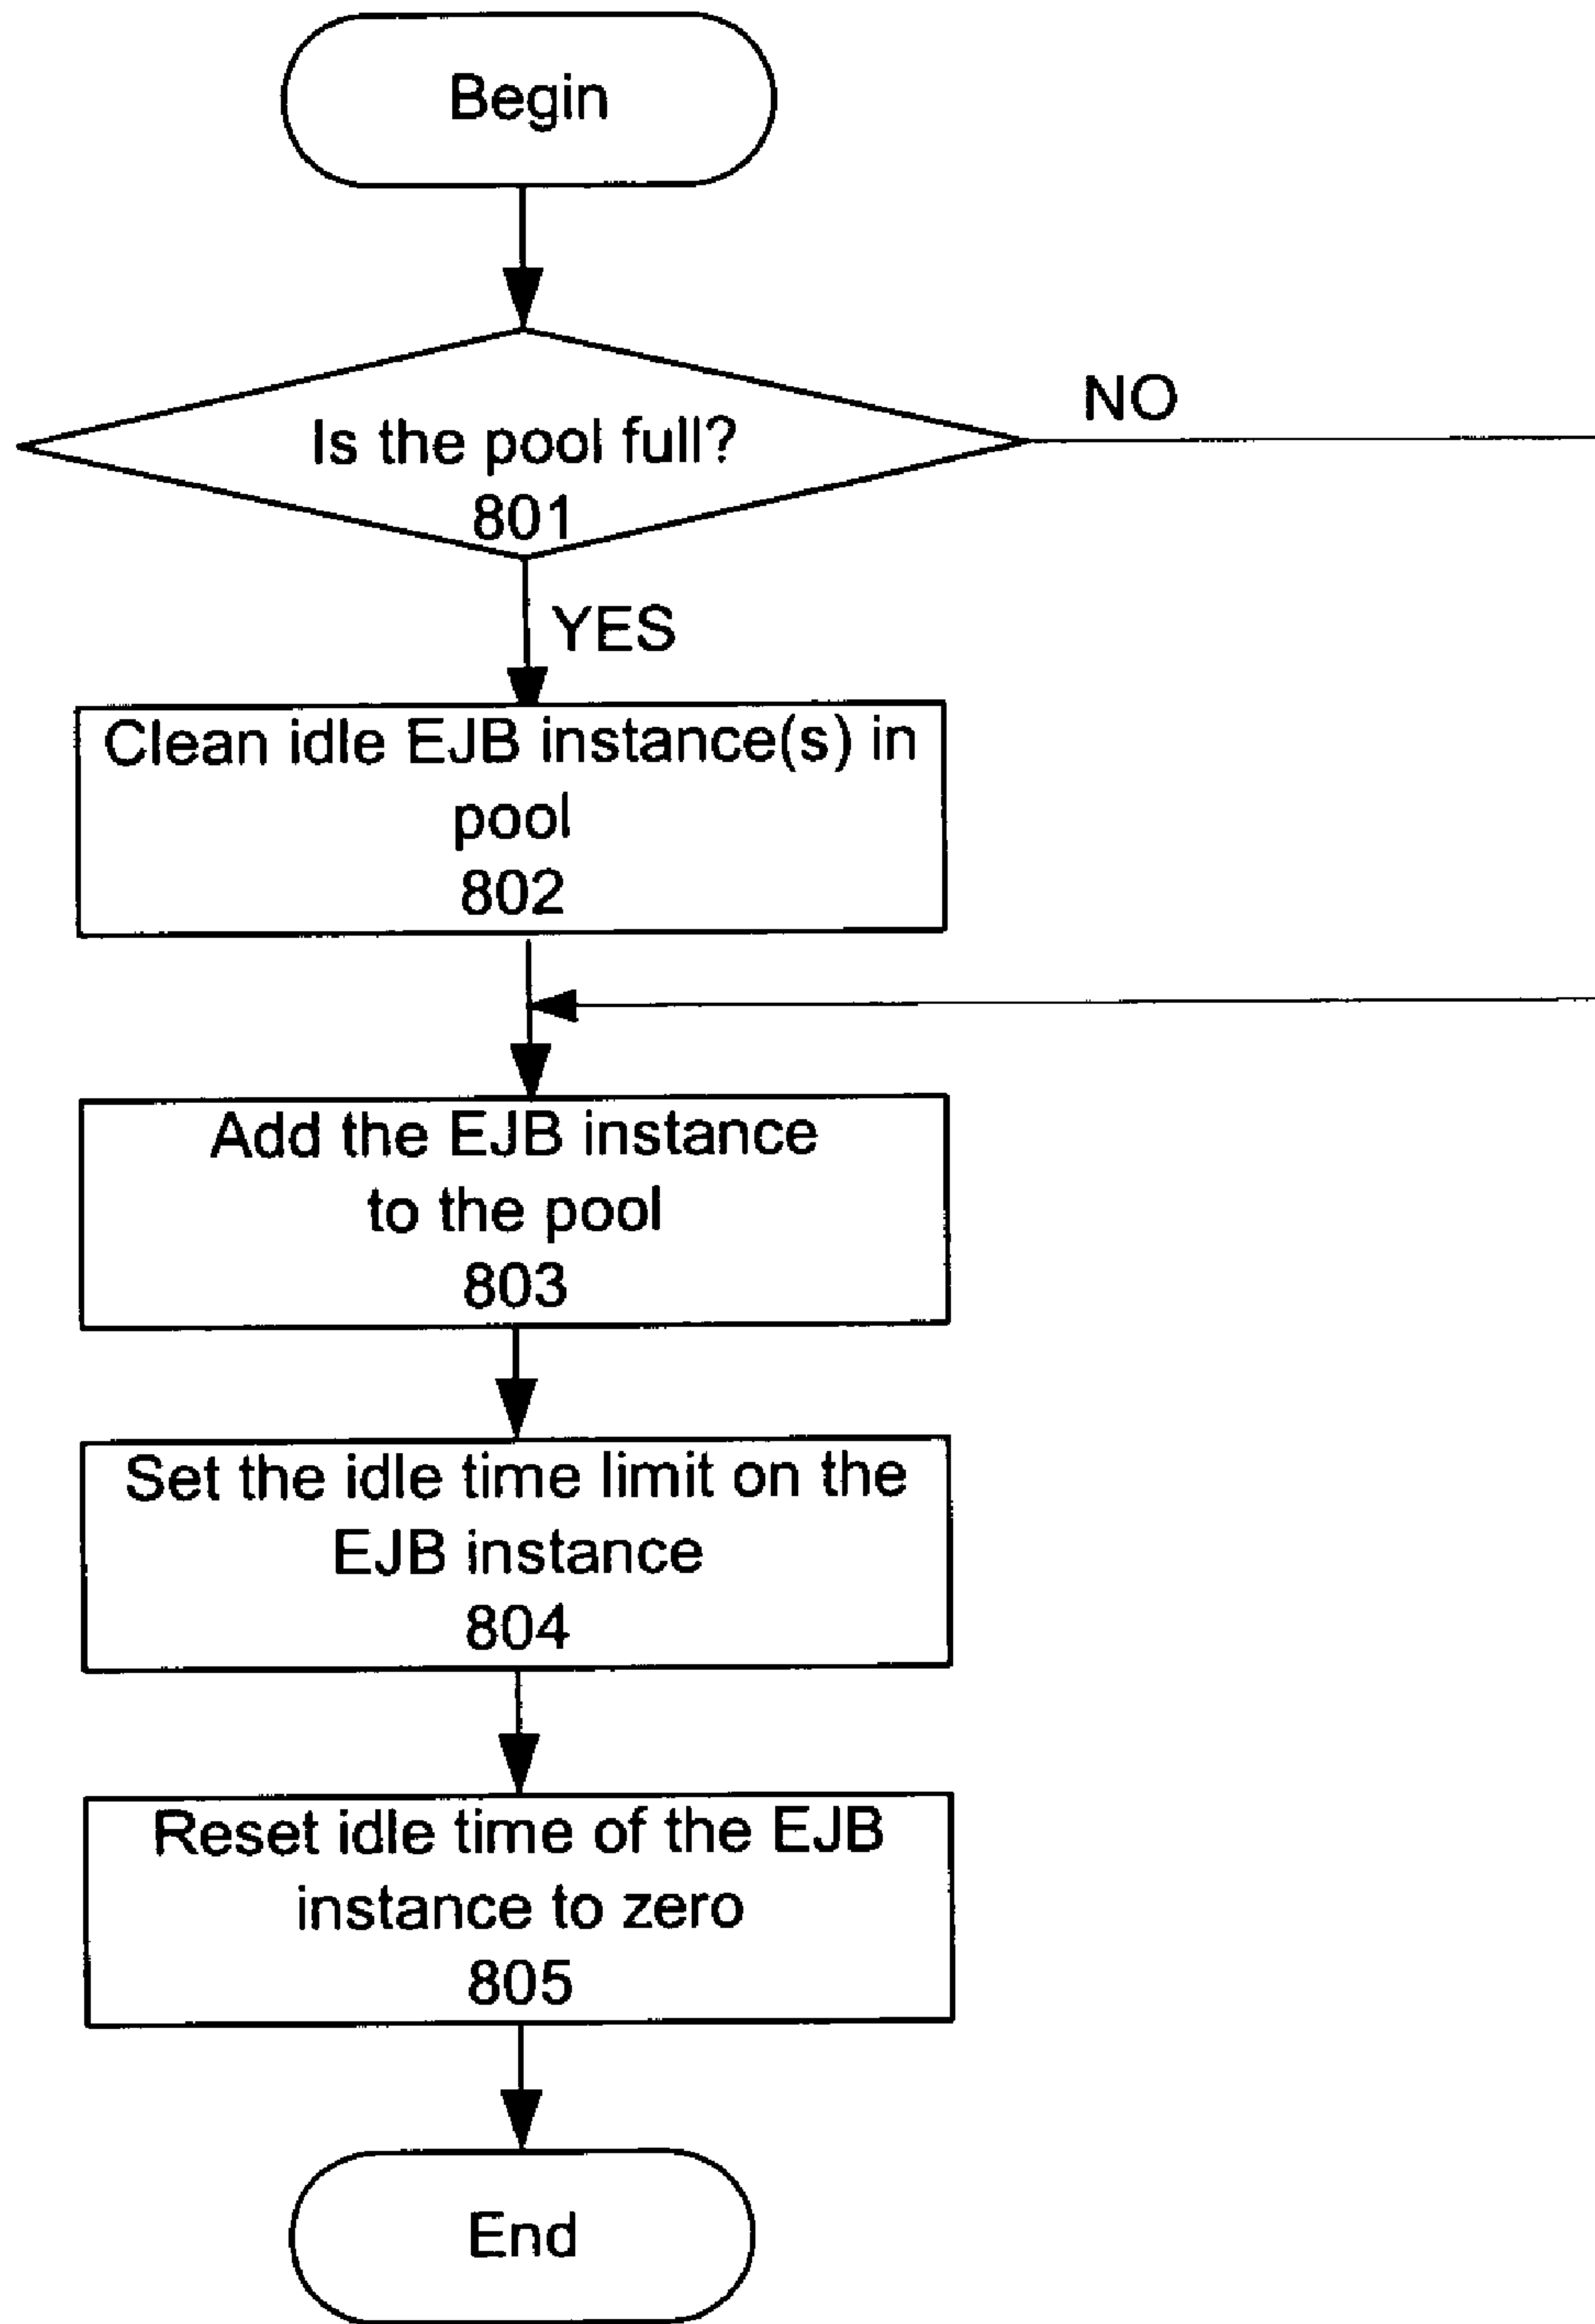 Begin
Is the pool full?
801
NO
YES
Clean idle EJB instance(s) in
pool
802
Add the EJB instance
to the pool
803
Set the idle time limit on the
EJB instance
804
Reset idle time of the EJB
instance to zero
805
End